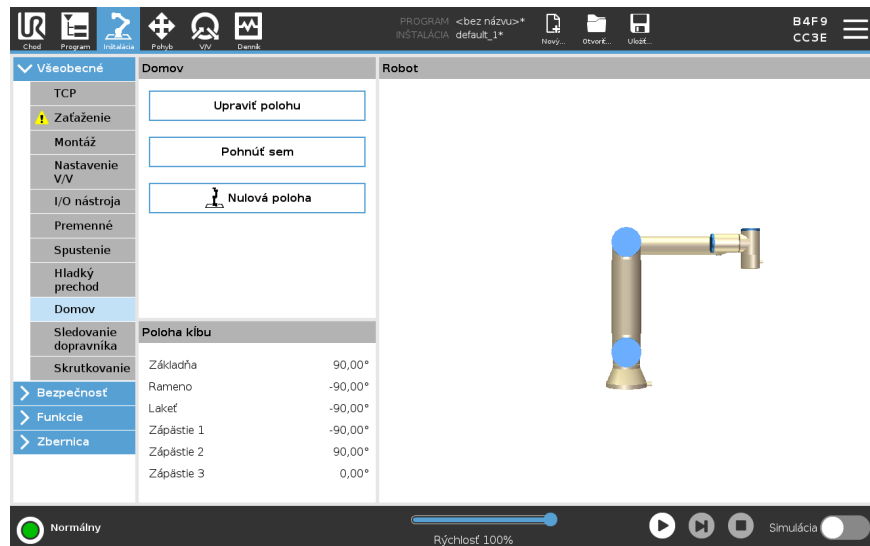 UR
PROGRAM <bez názvu>*
INŠTALÁCIA default_1*
B4F9
CC3E
Chod Program Inštalácia Pohyb V/V Denník Nový... Otvoriť... Uložiť...
Všeobecné
TCP
Zaťaženie
Montáž
Nastavenie
V/V
I/O nástroja
Premenné
Spustenie
Hladký
prechod
Domov
Sledovanie
dopravníka
Skrutkovanie
Bezpečnosť
Funkcie
Zbernica
Domov
Upraviť polohu
Pohnúť sem
Nulová poloha
Poloha kĺbu
Základňa 90,00°
Rameno -90,00°
Lakeť -90,00°
Zápästie 1 -90,00°
Zápästie 2 90,00°
Zápästie 3 0,00°
Robot
Normálny
Rýchlosť 100%
Simulácia